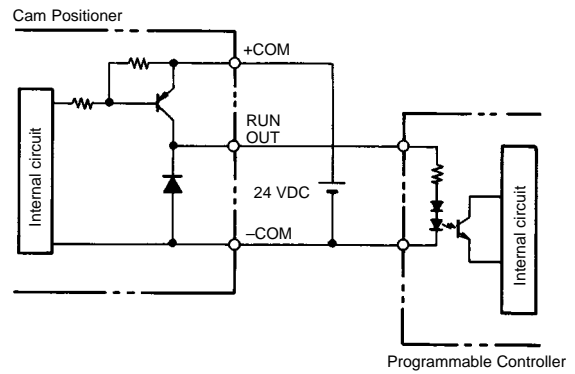 Cam Positioner
+COM
RUN
OUT
Internal circuit
24 VDC
–COM
Internal circuit
Programmable Controller